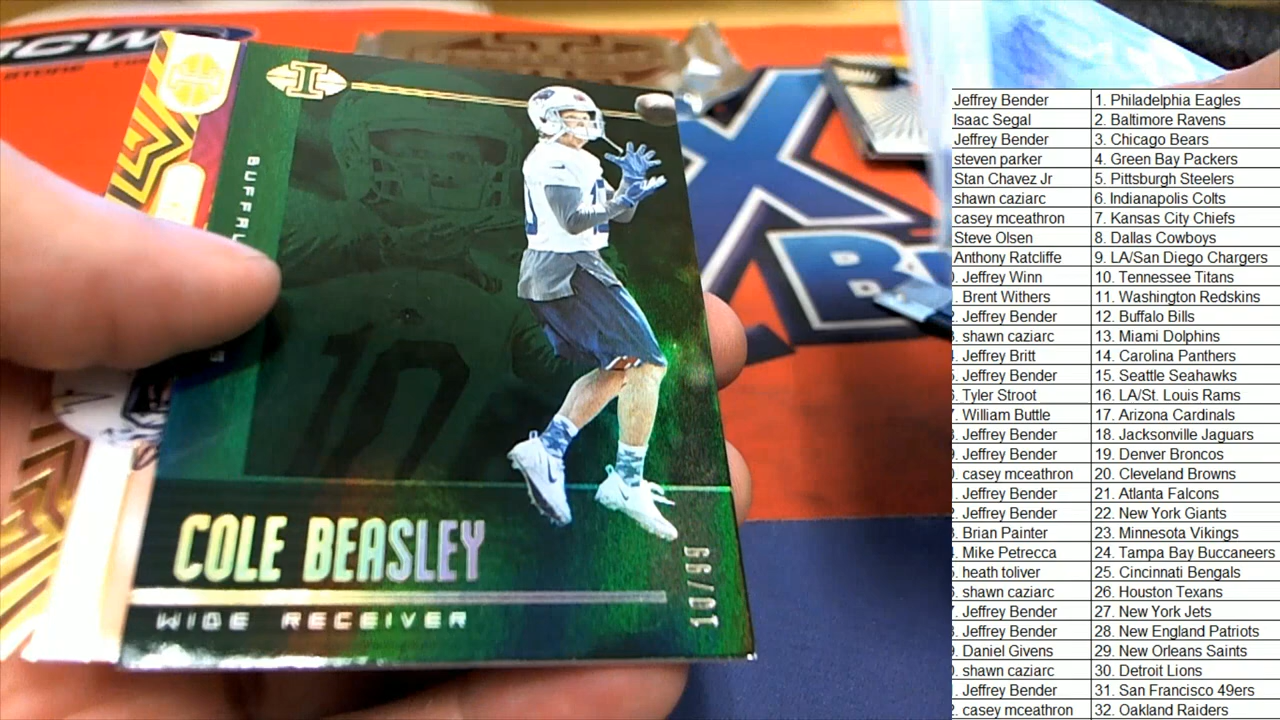 I
BUFFAL
10
COLE BEASLEY
WIDE RECEIVER
10/99
X
B
Jeffrey Bender 1. Philadelphia Eagles
Isaac Segal 2. Baltimore Ravens
Jeffrey Bender 3. Chicago Bears
steven parker 4. Green Bay Packers
Stan Chavez Jr 5. Pittsburgh Steelers
shawn caziarc 6. Indianapolis Colts
casey mceathron 7. Kansas City Chiefs
Steve Olsen 8. Dallas Cowboys
Anthony Ratcliffe 9. LA/San Diego Chargers
. Jeffrey Winn 10. Tennessee Titans
. Brent Withers 11. Washington Redskins
. Jeffrey Bender 12. Buffalo Bills
. shawn caziarc 13. Miami Dolphins
. Jeffrey Britt 14. Carolina Panthers
. Jeffrey Bender 15. Seattle Seahawks
. Tyler Stroot 16. LA/St. Louis Rams
. William Buttle 17. Arizona Cardinals
. Jeffrey Bender 18. Jacksonville Jaguars
. Jeffrey Bender 19. Denver Broncos
. casey mceathron 20. Cleveland Browns
. Jeffrey Bender 21. Atlanta Falcons
. Jeffrey Bender 22. New York Giants
. Brian Painter 23. Minnesota Vikings
. Mike Petrecca 24. Tampa Bay Buccaneers
. heath toliver 25. Cincinnati Bengals
. shawn caziarc 26. Houston Texans
. Jeffrey Bender 27. New York Jets
. Jeffrey Bender 28. New England Patriots
. Daniel Givens 29. New Orleans Saints
. shawn caziarc 30. Detroit Lions
. Jeffrey Bender 31. San Francisco 49ers
. casey mceathron 32. Oakland Raiders